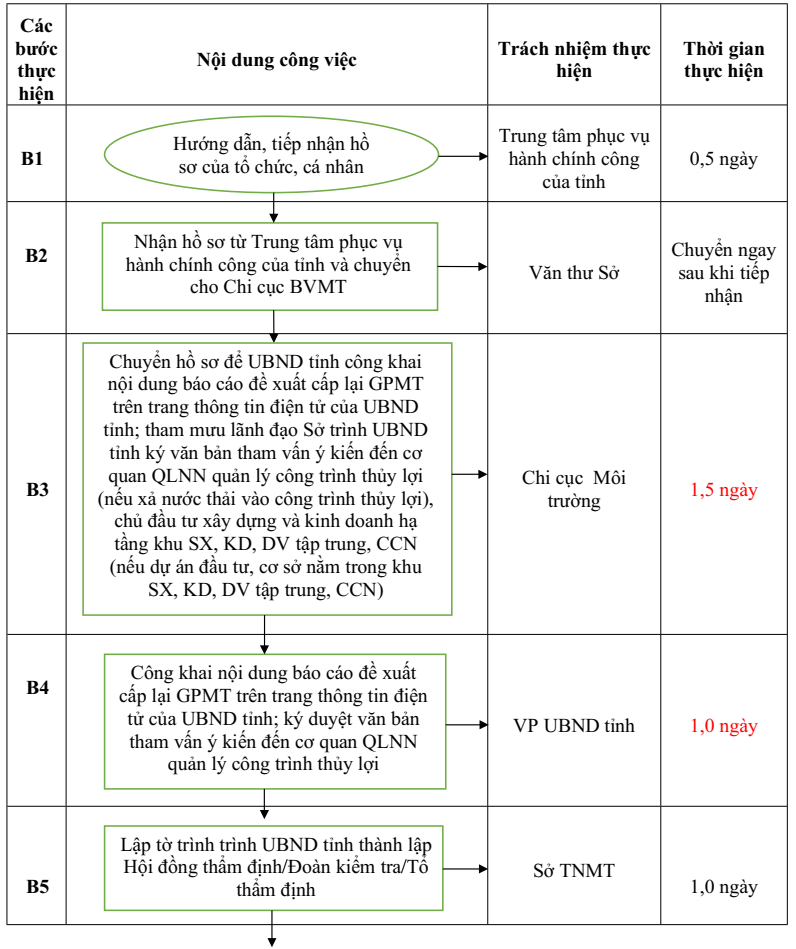 Các
bước
thực
hiện
Nội dung công việc
Trách nhiệm thực
hiện
Thời gian
thực hiện
B1
Hướng dẫn, tiếp nhận hồ
sơ của tổ chức, cá nhân
Trung tâm phục vụ
hành chính công
của tỉnh
0,5 ngày
B2
Nhận hồ sơ từ Trung tâm phục vụ
hành chính công của tỉnh và chuyển
cho Chi cục BVMT
Văn thư Sở
Chuyển ngay
sau khi tiếp
nhận
B3
Chuyển hồ sơ để UBND tỉnh công khai
nội dung báo cáo đề xuất cấp lại GPMT
trên trang thông tin điện tử của UBND
tỉnh; tham mưu lãnh đạo Sở trình UBND
tỉnh ký văn bản tham vấn ý kiến đến cơ
quan QLNN quản lý công trình thủy lợi
(nếu xả nước thải vào công trình thủy lợi),
chủ đầu tư xây dựng và kinh doanh hạ
tầng khu SX, KD, DV tập trung, CCN
(nếu dự án đầu tư, cơ sở nằm trong khu
SX, KD, DV tập trung, CCN)
Chi cục Môi
trường
1,5 ngày
B4
Công khai nội dung báo cáo đề xuất
cấp lại GPMT trên trang thông tin điện
tử của UBND tỉnh; ký duyệt văn bản
tham vấn ý kiến đến cơ quan QLNN
quản lý công trình thủy lợi
VP UBND tỉnh
1,0 ngày
B5
Lập tờ trình trình UBND tỉnh thành lập
Hội đồng thẩm định/Đoàn kiểm tra/Tổ
thẩm định
Sở TNMT
1,0 ngày